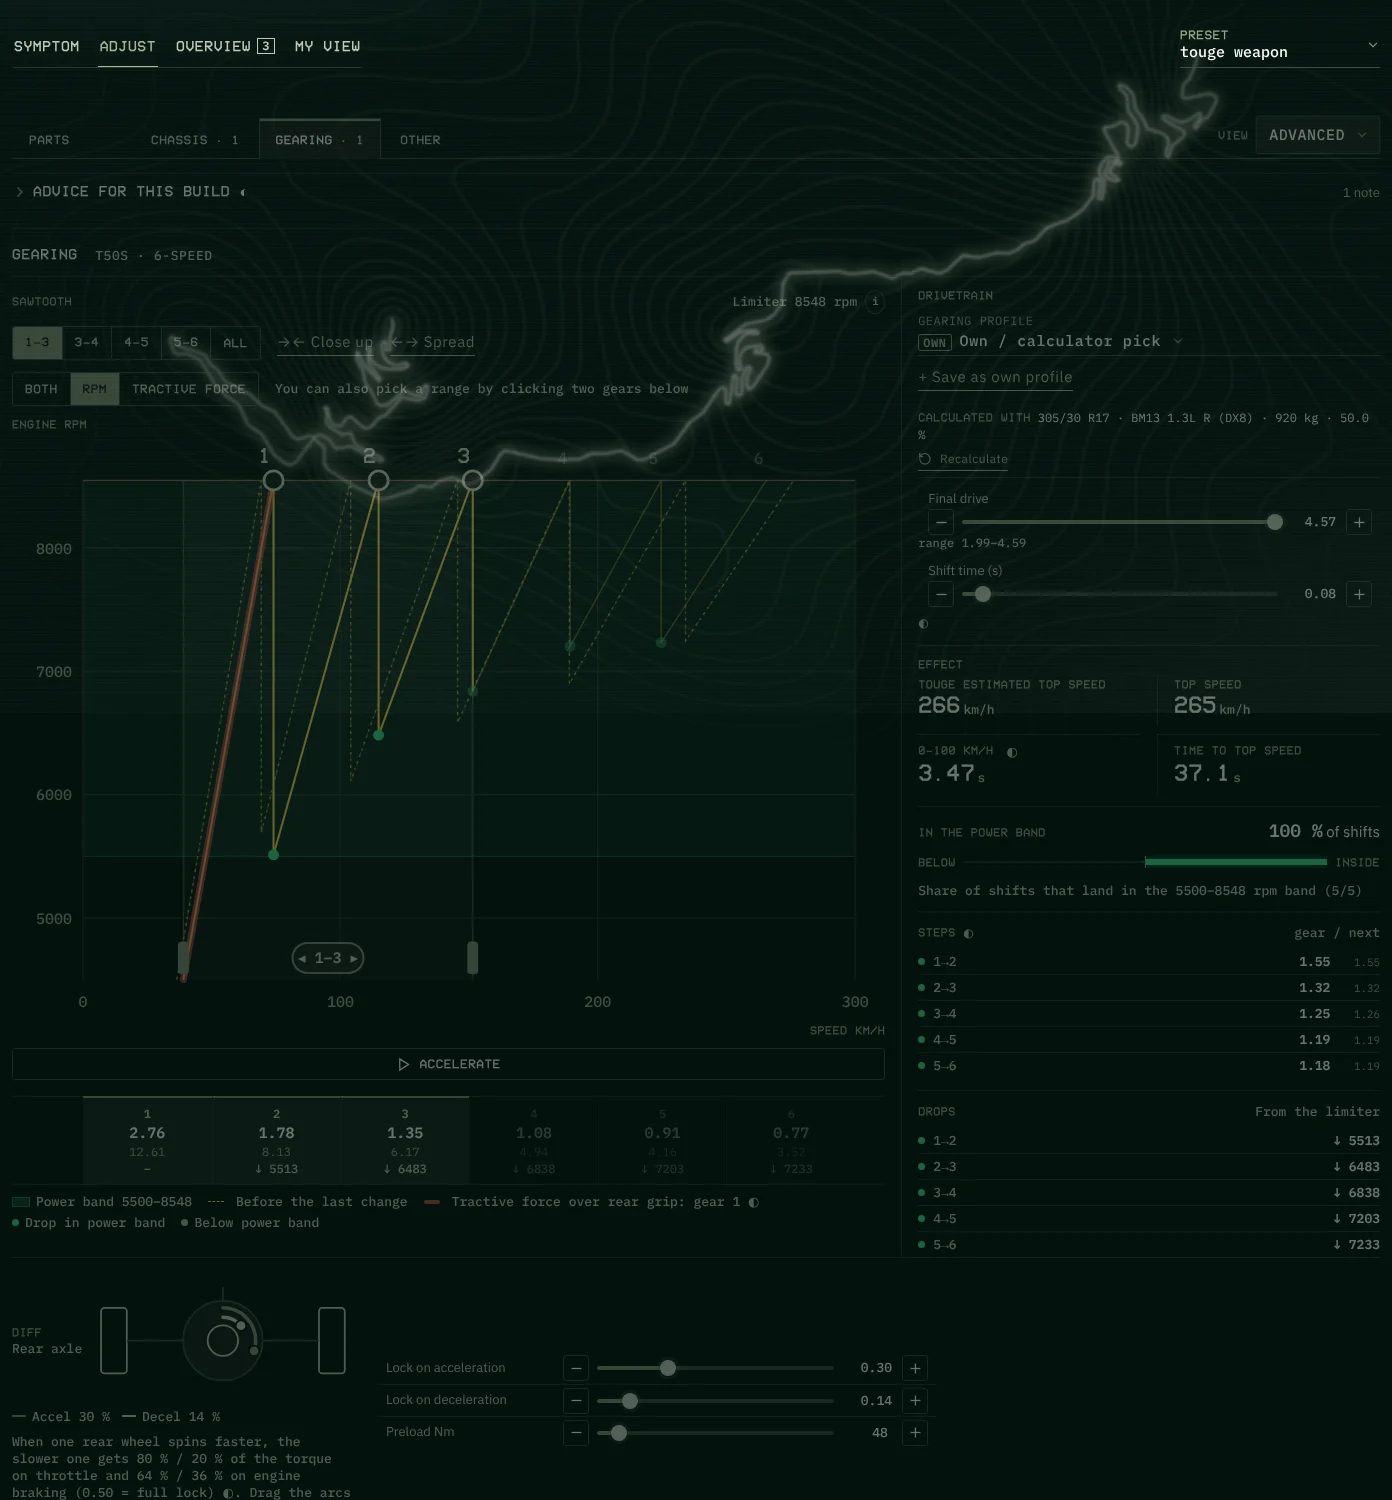 SYMPTOM ADJUST OVERVIEW 3 MY VIEW
PRESET
touge weapon
PARTS CHASSIS · 1 GEARING · 1 OTHER
VIEW ADVANCED
ADVICE FOR THIS BUILD
1 note
GEARING T50S · 6-SPEED
SAWTOOTH
Limiter 8548 rpm i
1-3 3-4 4-5 5-6 ALL →← Close up ←→ Spread
BOTH RPM TRACTIVE FORCE You can also pick a range by clicking two gears below
ENGINE RPM
1 2 3 4 5 6
8000
7000
6000
5000
◂ 1-3 ▸
0 100 200 300
SPEED KM/H
ACCELERATE
1 2 3 4 5 6
2.76 1.78 1.35 1.08 0.91 0.77
12.61 8.13 6.17 4.94 4.16 3.52
– ↓ 5513 ↓ 6483 ↓ 6838 ↓ 7203 ↓ 7233
Power band 5500-8548 Before the last change Tractive force over rear grip: gear 1
Drop in power band Below power band
DRIVETRAIN
GEARING PROFILE
OWN Own / calculator pick
+ Save as own profile
CALCULATED WITH 305/30 R17 · BM13 1.3L R (DX8) · 920 kg · 50.0
%
Recalculate
Final drive
− 4.57 +
range 1.99-4.59
Shift time (s)
− 0.08 +
EFFECT
TOUGE ESTIMATED TOP SPEED TOP SPEED
266 km/h 265 km/h
0-100 KM/H TIME TO TOP SPEED
3.47 s 37.1 s
IN THE POWER BAND 100 % of shifts
BELOW INSIDE
Share of shifts that land in the 5500-8548 rpm band (5/5)
STEPS gear / next
1→2 1.55 1.55
2→3 1.32 1.32
3→4 1.25 1.26
4→5 1.19 1.19
5→6 1.18 1.19
DROPS From the limiter
1→2 ↓ 5513
2→3 ↓ 6483
3→4 ↓ 6838
4→5 ↓ 7203
5→6 ↓ 7233
DIFF
Rear axle
Accel 30 % Decel 14 %
When one rear wheel spins faster, the
slower one gets 80 % / 20 % of the torque
on throttle and 64 % / 36 % on engine
braking (0.50 = full lock) . Drag the arcs
Lock on acceleration − 0.30 +
Lock on deceleration − 0.14 +
Preload Nm − 48 +